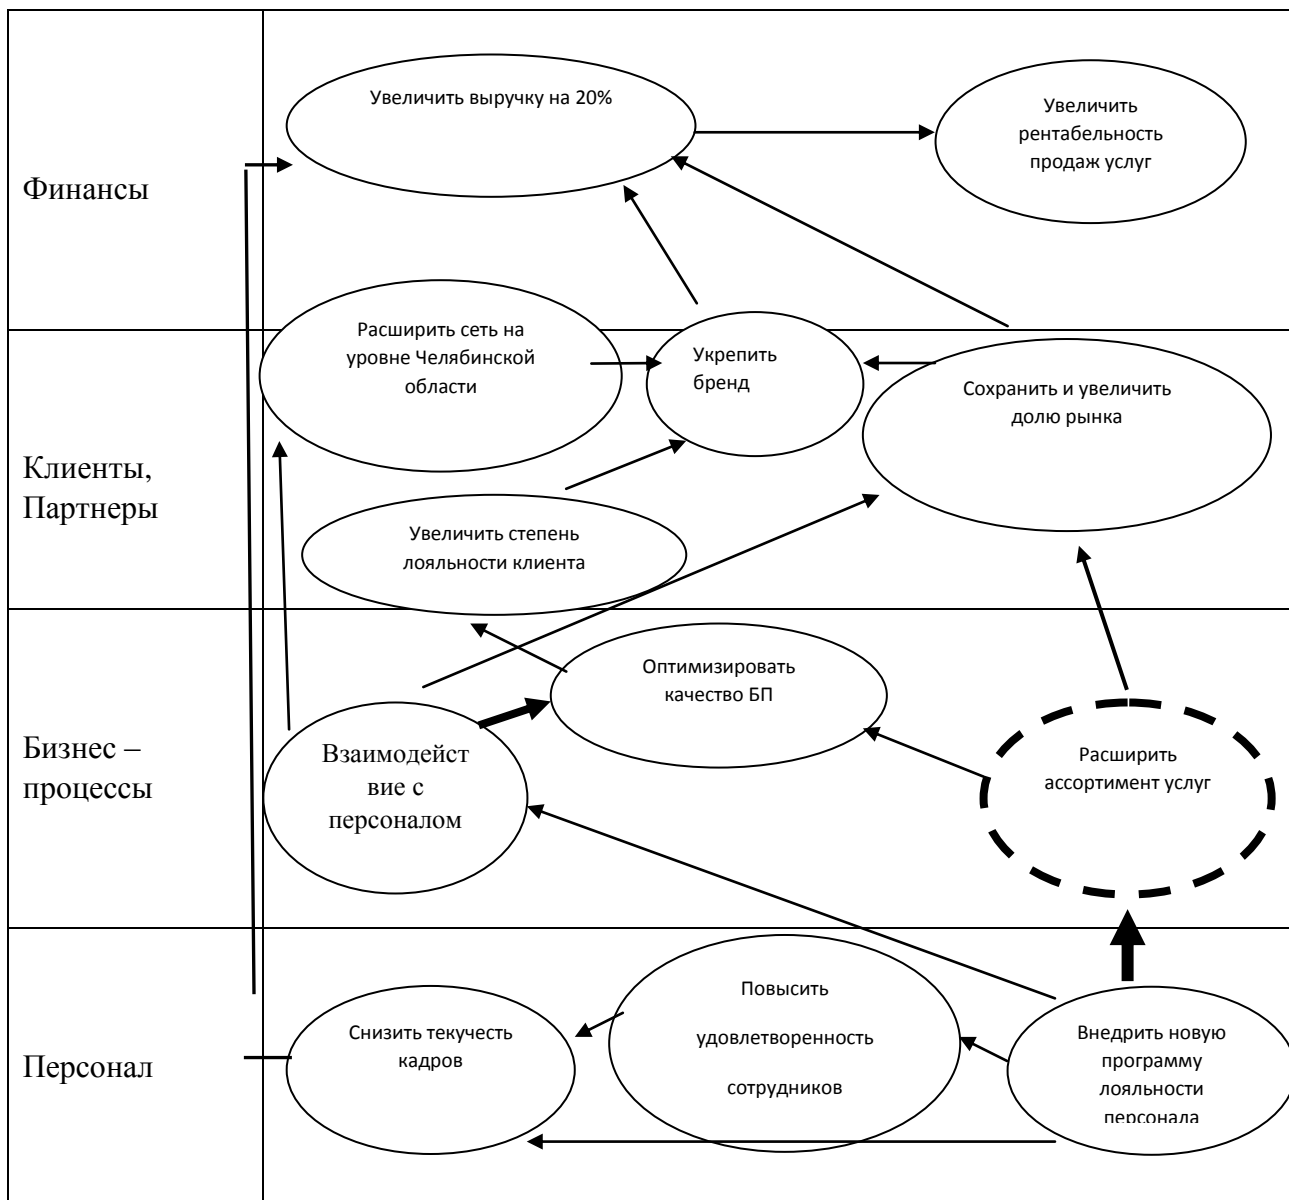 Финансы
Увеличить выручку на 20%
Увеличить
рентабельность
продаж услуг
Клиенты,
Партнеры
Расширить сеть на
уровне Челябинской
области
Укрепить
бренд
Сохранить и увеличить
долю рынка
Увеличить степень
лояльности клиента
Бизнес –
процессы
Взаимодейст
вие с
персоналом
Оптимизировать
качество БП
Расширить
ассортимент услуг
Персонал
Снизить текучесть
кадров
Повысить
удовлетворенность
сотрудников
Внедрить новую
программу
лояльности
персонала